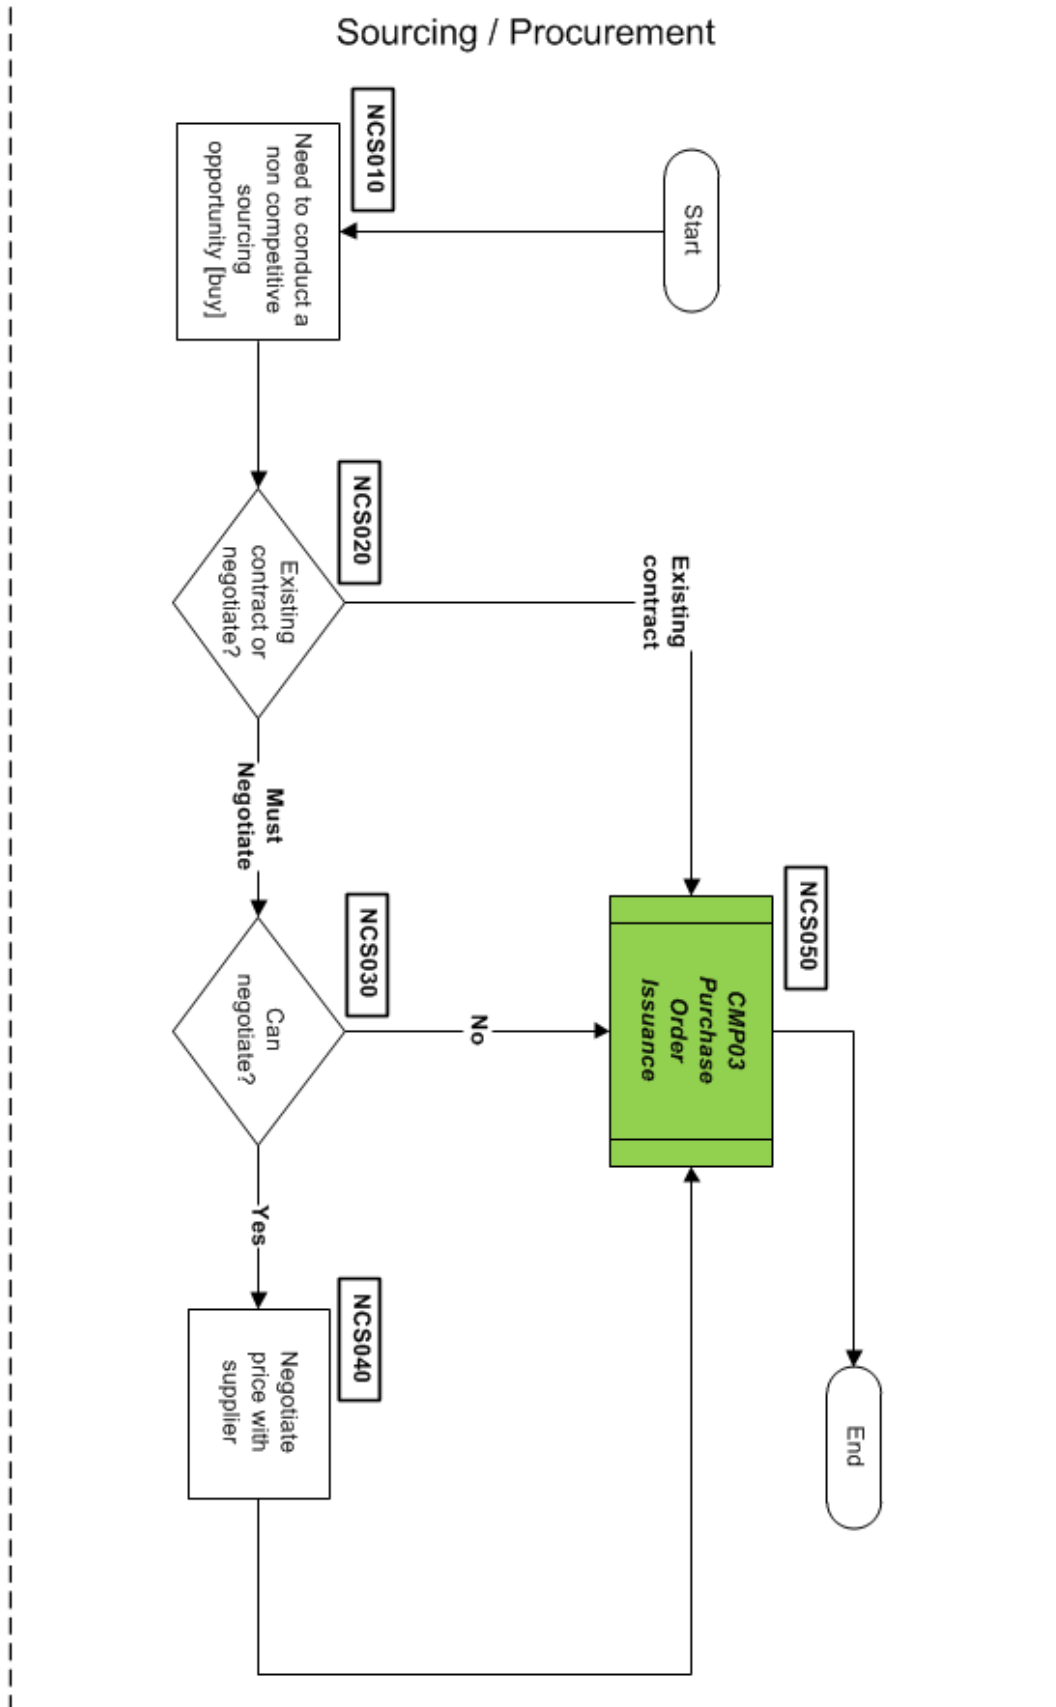 Sourcing / Procurement
Start
NCS010
Need to conduct a
non competitive
sourcing
opportunity [buy]
NCS020
Existing
contract or
negotiate?
Existing
contract
Must
Negotiate
NCS030
Can
negotiate?
No
Yes
NCS040
Negotiate
price with
supplier
NCS050
CMP03
Purchase
Order
Issuance
End